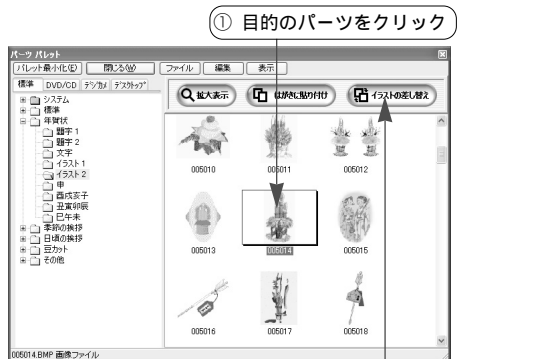 ① 目的のパーツをクリック
パーツ パレット
パレット最小化(E) 閉じる(W) ファイル 編集 表示
標準 DVD/CD デジカメ デスクトップ
拡大表示 はがきに貼り付け イラストの差し替え
システム
標準
年賀状
題字1
題字2
文字
イラスト1
イラスト2
申
酉戌亥子
丑寅卯辰
巳午未
季節の挨拶
日頃の挨拶
豆カット
その他
005010 005011 005012
005013 005014 005015
005016 005017 005018
005014.BMP 画像ファイル